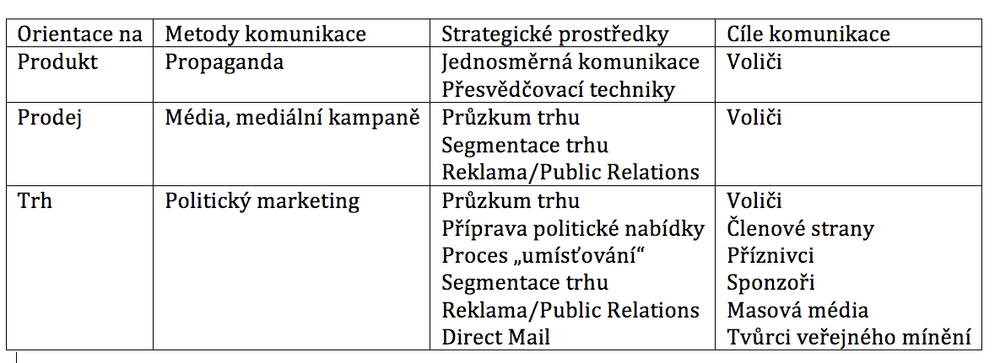 Orientace na Metody komunikace Strategické prostředky Cíle komunikace
Produkt Propaganda Jednosměrná komunikace Voliči
Přesvědčovací techniky
Prodej Média, mediální kampaně Průzkum trhu Voliči
Segmentace trhu
Reklama/Public Relations
Trh Politický marketing Průzkum trhu Voliči
Příprava politické nabídky Členové strany
Proces „umísťování“ Příznivci
Segmentace trhu Sponzoři
Reklama/Public Relations Masová média
Direct Mail Tvůrci veřejného mínění